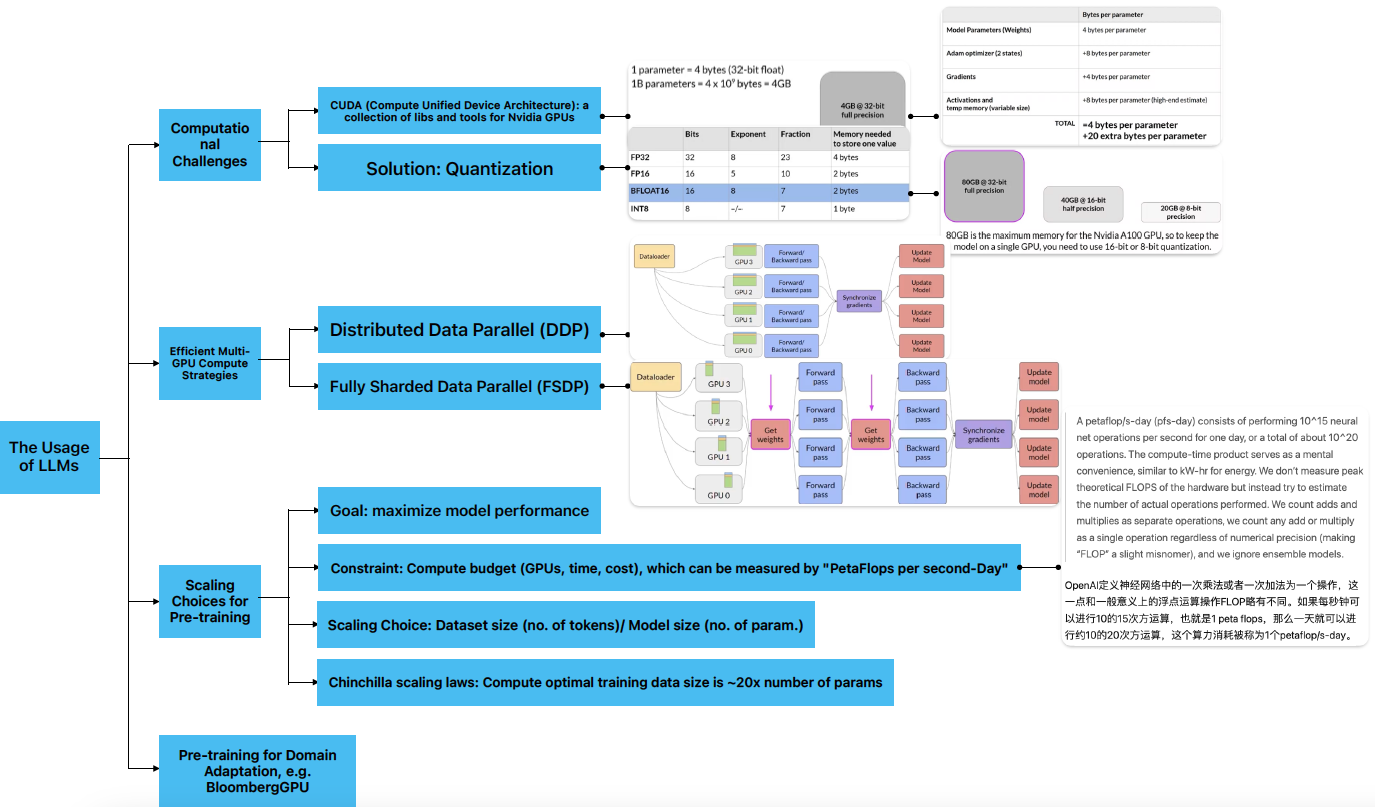 The Usage
of LLMs
Computatio
nal
Challenges
CUDA (Compute Unified Device Architecture): a
collection of libs and tools for Nvidia GPUs
Solution: Quantization
1 parameter = 4 bytes (32-bit float)
1B parameters = 4 x 10⁹ bytes = 4GB
4GB @ 32-bit
full precision
Bits Exponent Fraction Memory needed
to store one value
FP32 32 8 23 4 bytes
FP16 16 5 10 2 bytes
BFLOAT16 16 8 7 2 bytes
INT8 8 -/- 7 1 byte
Bytes per parameter
Model Parameters (Weights) 4 bytes per parameter
Adam optimizer (2 states) +8 bytes per parameter
Gradients +4 bytes per parameter
Activations and
temp memory (variable size) +8 bytes per parameter (high-end estimate)
TOTAL =4 bytes per parameter
+20 extra bytes per parameter
80GB @ 32-bit
full precision
40GB @ 16-bit
half precision
20GB @ 8-bit
precision
80GB is the maximum memory for the Nvidia A100 GPU, so to keep the
model on a single GPU, you need to use 16-bit or 8-bit quantization.
Efficient Multi-
GPU Compute
Strategies
Distributed Data Parallel (DDP)
Dataloader
GPU 3
Forward/
Backward pass
Update
Model
GPU 2
Forward/
Backward pass
Update
Model
Synchronize
gradients
GPU 1
Forward/
Backward pass
Update
Model
GPU 0
Forward/
Backward pass
Update
Model
Fully Sharded Data Parallel (FSDP)
Dataloader
GPU 3
Forward
pass
Backward
pass
Update
model
GPU 2
Forward
pass
Backward
pass
Update
model
Get
weights
Get
weights
Synchronize
gradients
GPU 1
Forward
pass
Backward
pass
Update
model
GPU 0
Forward
pass
Backward
pass
Update
model
Scaling
Choices for
Pre-training
Goal: maximize model performance
Constraint: Compute budget (GPUs, time, cost), which can be measured by "PetaFlops per second-Day"
A petaflop/s-day (pfs-day) consists of performing 10^15 neural
net operations per second for one day, or a total of about 10^20
operations. The compute-time product serves as a mental
convenience, similar to kW-hr for energy. We don't measure peak
theoretical FLOPS of the hardware but instead try to estimate
the number of actual operations performed. We count adds and
multiplies as separate operations, we count any add or multiply
as a single operation regardless of numerical precision (making
"FLOP" a slight misnomer), and we ignore ensemble models.
OpenAI定义神经网络中的一次乘法或者一次加法为一个操作，这
一点和一般意义上的浮点运算操作FLOP略有不同。如果每秒钟可
以进行10的15次方运算，也就是1 peta flops，那么一天就可以进
行约10的20次方运算，这个算力消耗被称为1个petaflop/s-day。
Scaling Choice: Dataset size (no. of tokens)/ Model size (no. of param.)
Chinchilla scaling laws: Compute optimal training data size is ~20x number of params
Pre-training for Domain
Adaptation, e.g.
BloombergGPU